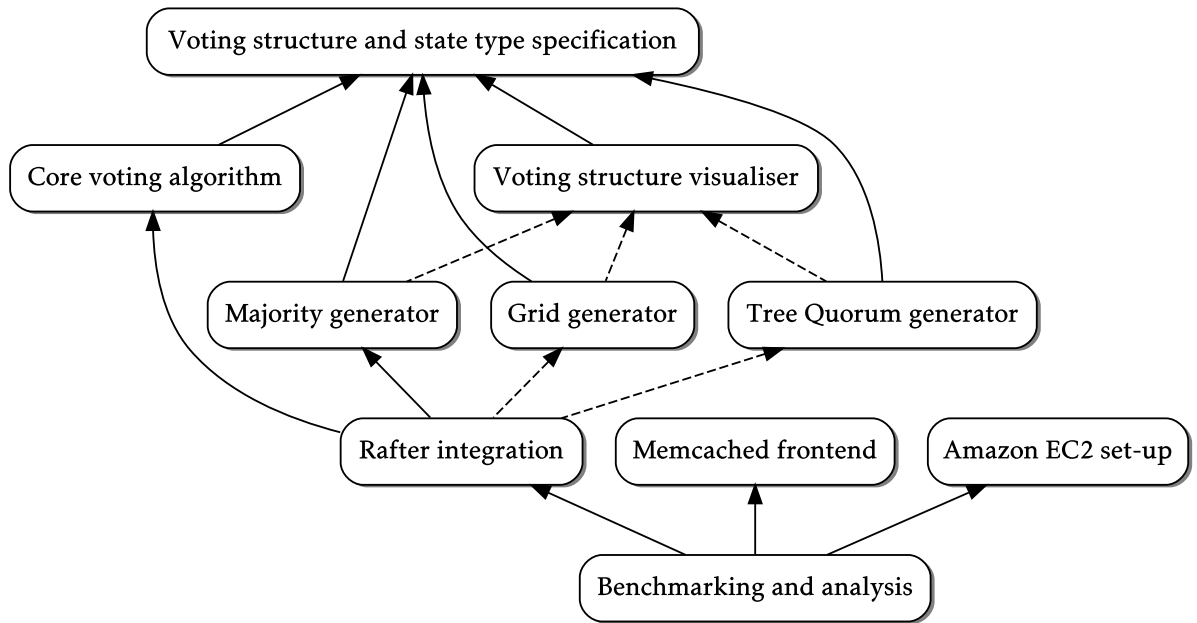 Voting structure and state type specification
Core voting algorithm
Voting structure visualiser
Majority generator
Grid generator
Tree Quorum generator
Rafter integration
Memcached frontend
Amazon EC2 set-up
Benchmarking and analysis